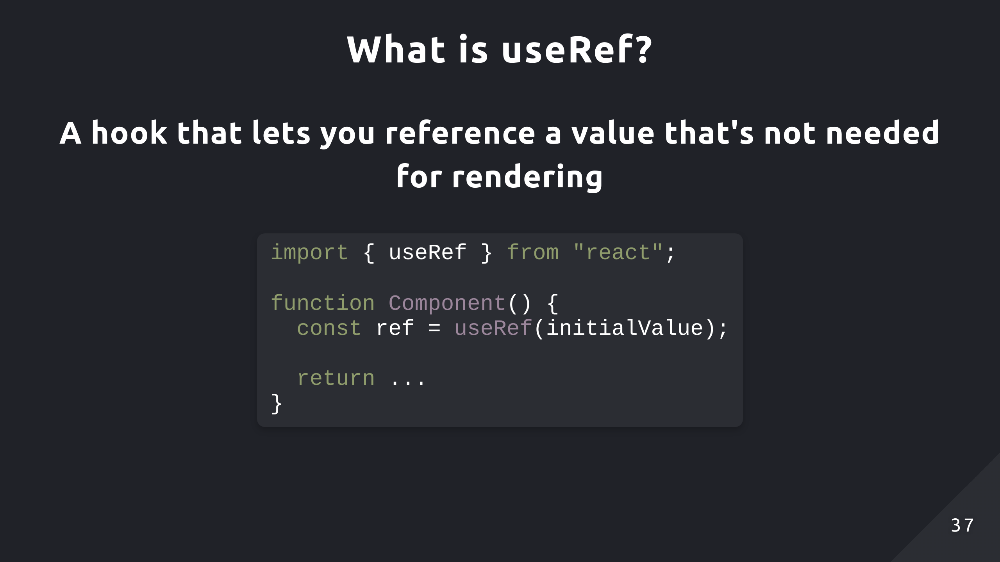 What is useRef?
A hook that lets you reference a value that's not needed
for rendering
import { useRef } from "react";
function Component() {
  const ref = useRef(initialValue);
  return ...
}
37